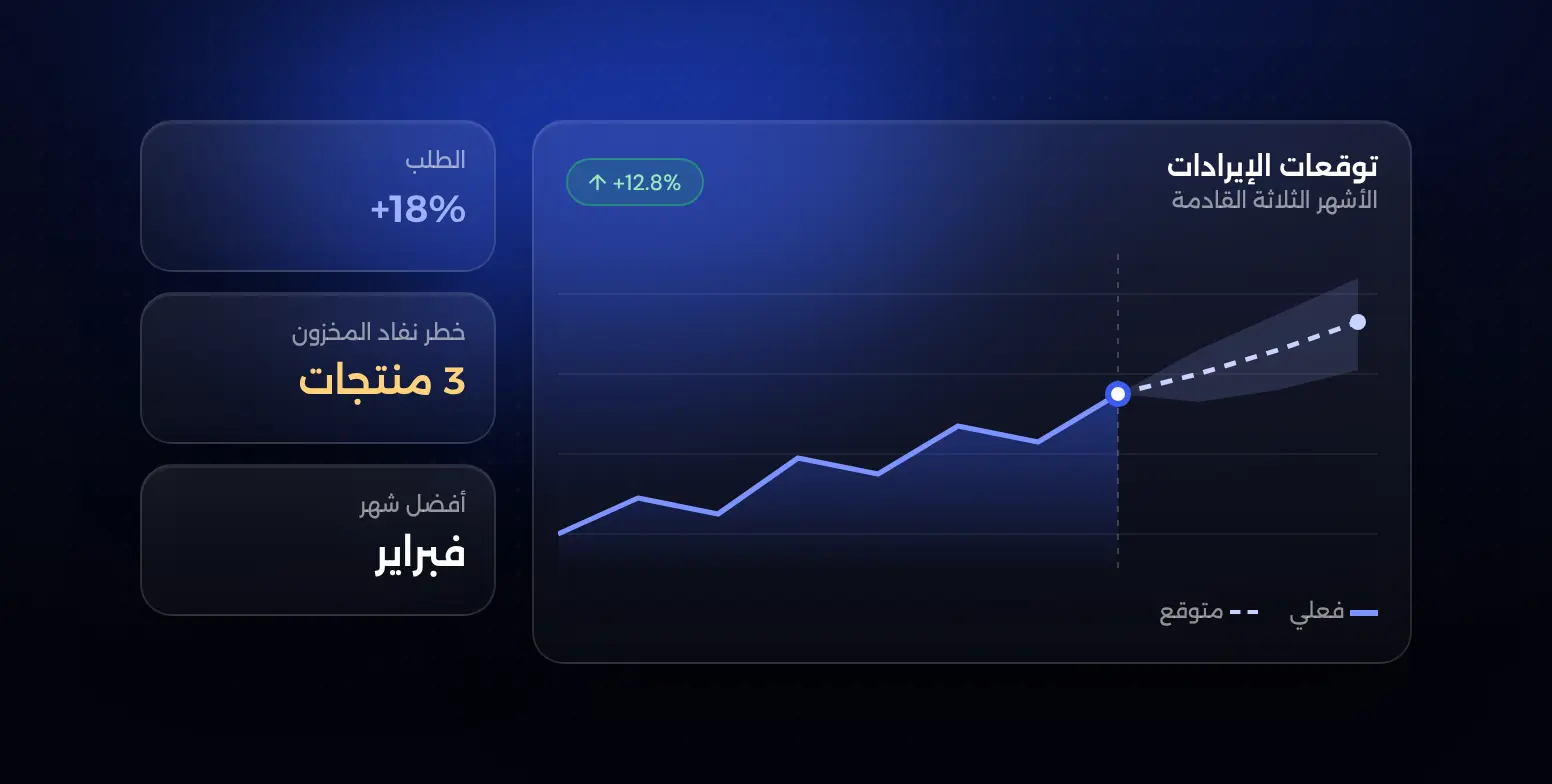 توقعات الإيرادات
الأشهر الثلاثة القادمة
↑ +12.8%
فعلي
متوقع
الطلب
+18%
خطر نفاد المخزون
3 منتجات
أفضل شهر
فبراير